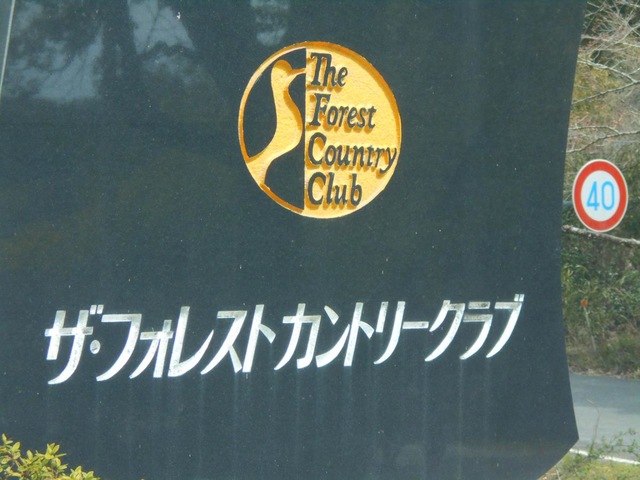 The
Forest
Country
Club
40
ザ・フォレストカントリークラブ